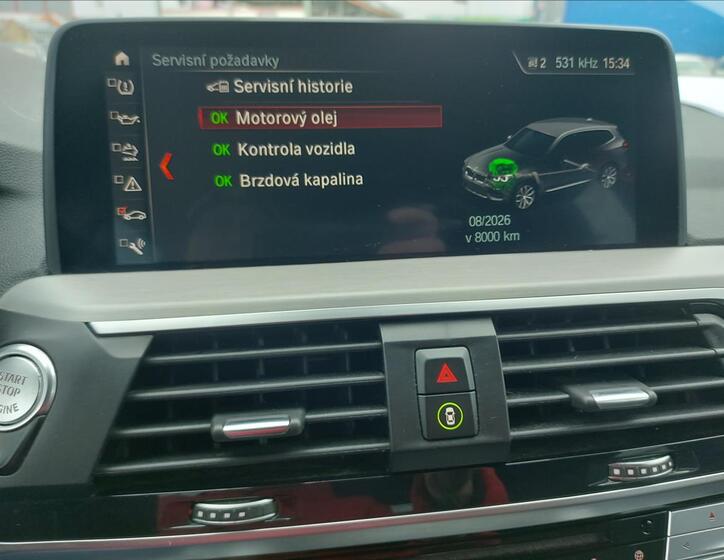 Servisní požadavky
2 531 kHz 15:34
Servisní historie
OK Motorový olej
OK Kontrola vozidla
OK Brzdová kapalina
08/2026
v 8000 km
START
STOP
ENGINE